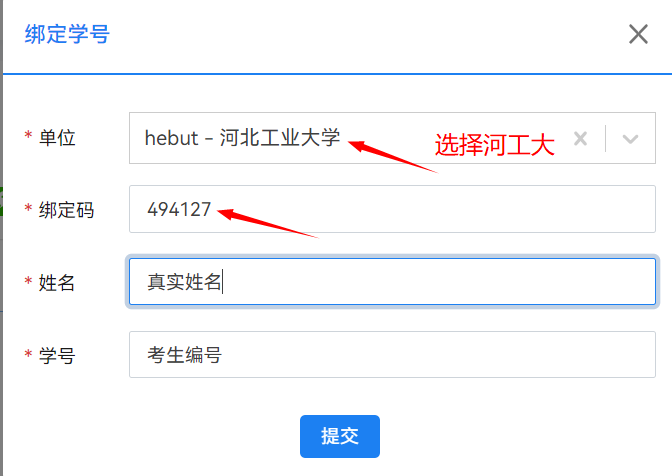 绑定学号
* 单位
hebut - 河北工业大学
选择河工大
* 绑定码
494127
* 姓名
真实姓名
* 学号
考生编号
提交